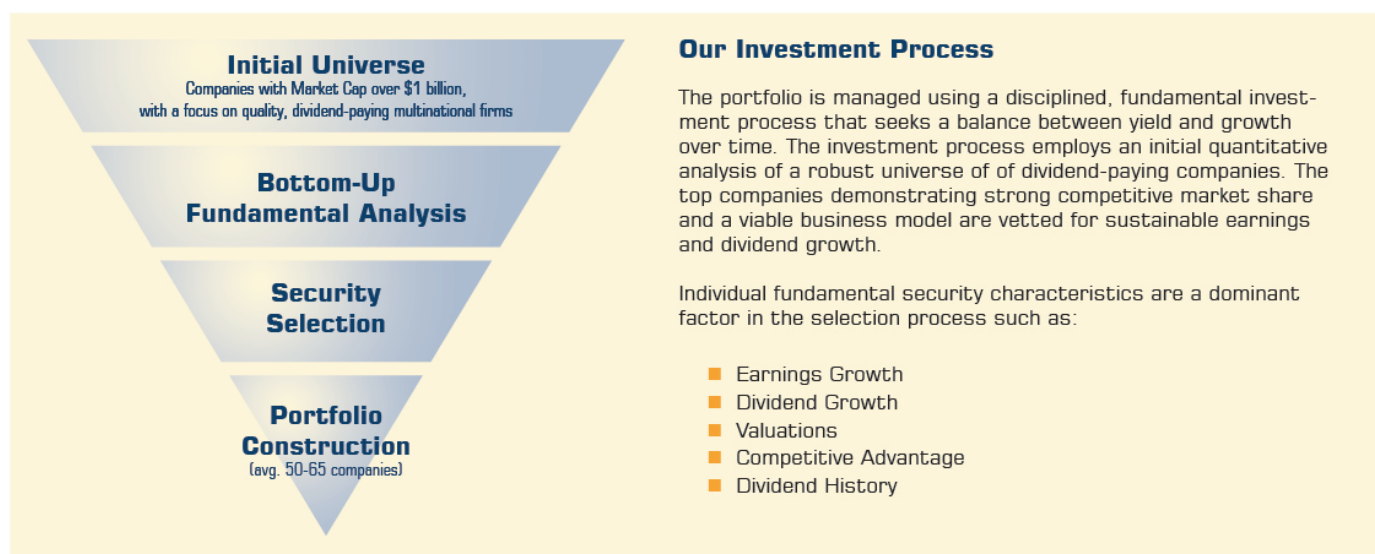 Initial Universe
Companies with Market Cap over $1 billion,
with a focus on quality, dividend-paying multinational firms
Bottom-Up
Fundamental Analysis
Security
Selection
Portfolio
Construction
(avg. 50-65 companies)
Our Investment Process
The portfolio is managed using a disciplined, fundamental invest-
ment process that seeks a balance between yield and growth
over time. The investment process employs an initial quantitative
analysis of a robust universe of of dividend-paying companies. The
top companies demonstrating strong competitive market share
and a viable business model are vetted for sustainable earnings
and dividend growth.
Individual fundamental security characteristics are a dominant
factor in the selection process such as:
Earnings Growth
Dividend Growth
Valuations
Competitive Advantage
Dividend History